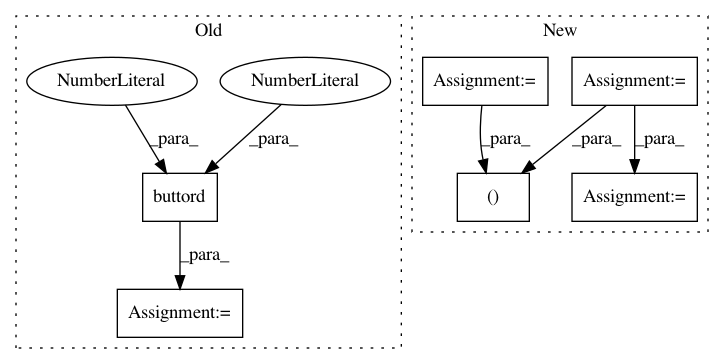 Old
New
NumberLiteral
NumberLiteral
Assignment:=
Assignment:=
_para_
_para_
_para_
_para_
_para_
buttord
()
Assignment:=
_para_
Assignment:=